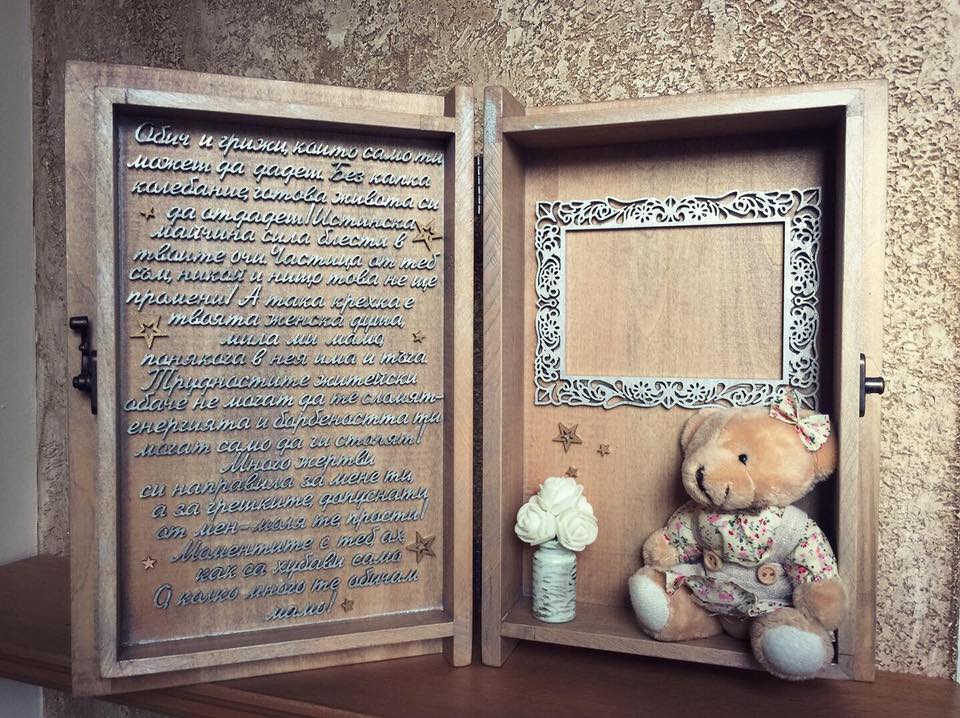 Обич и грижи, които само ти
можеш да дадеш. Без капка
колебание, готова живота си
да отдадеш! Истинска
майчина сила блести в
твоите очи. Частица от теб
съм, никой и нищо това не ще
промени! А така крехка е
твоята женска душа,
мила ми мамо,
понякога в нея има и тъга
Трудностите житейски
обаче не могат да те сломят-
енергията и борбеността ти
могат само да ги стопят!
Много жертви
си направила за мене ти,
а за грешките, допуснати
от мен-моля те, прости!
Моментите с теб ах,
как са хубави само
О, колко много те обичам
мамо!